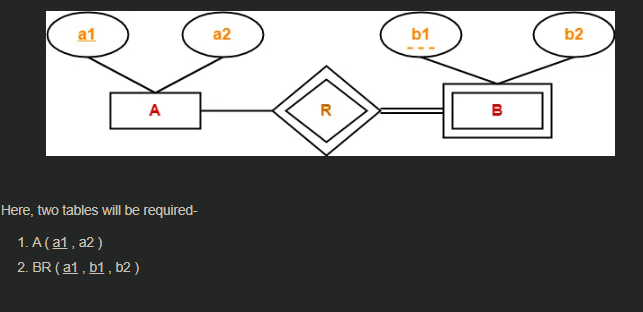 a1 a2 b1 b2
A R B
Here, two tables will be required-
1. A ( a1 , a2 )
2. BR ( a1 , b1 , b2 )